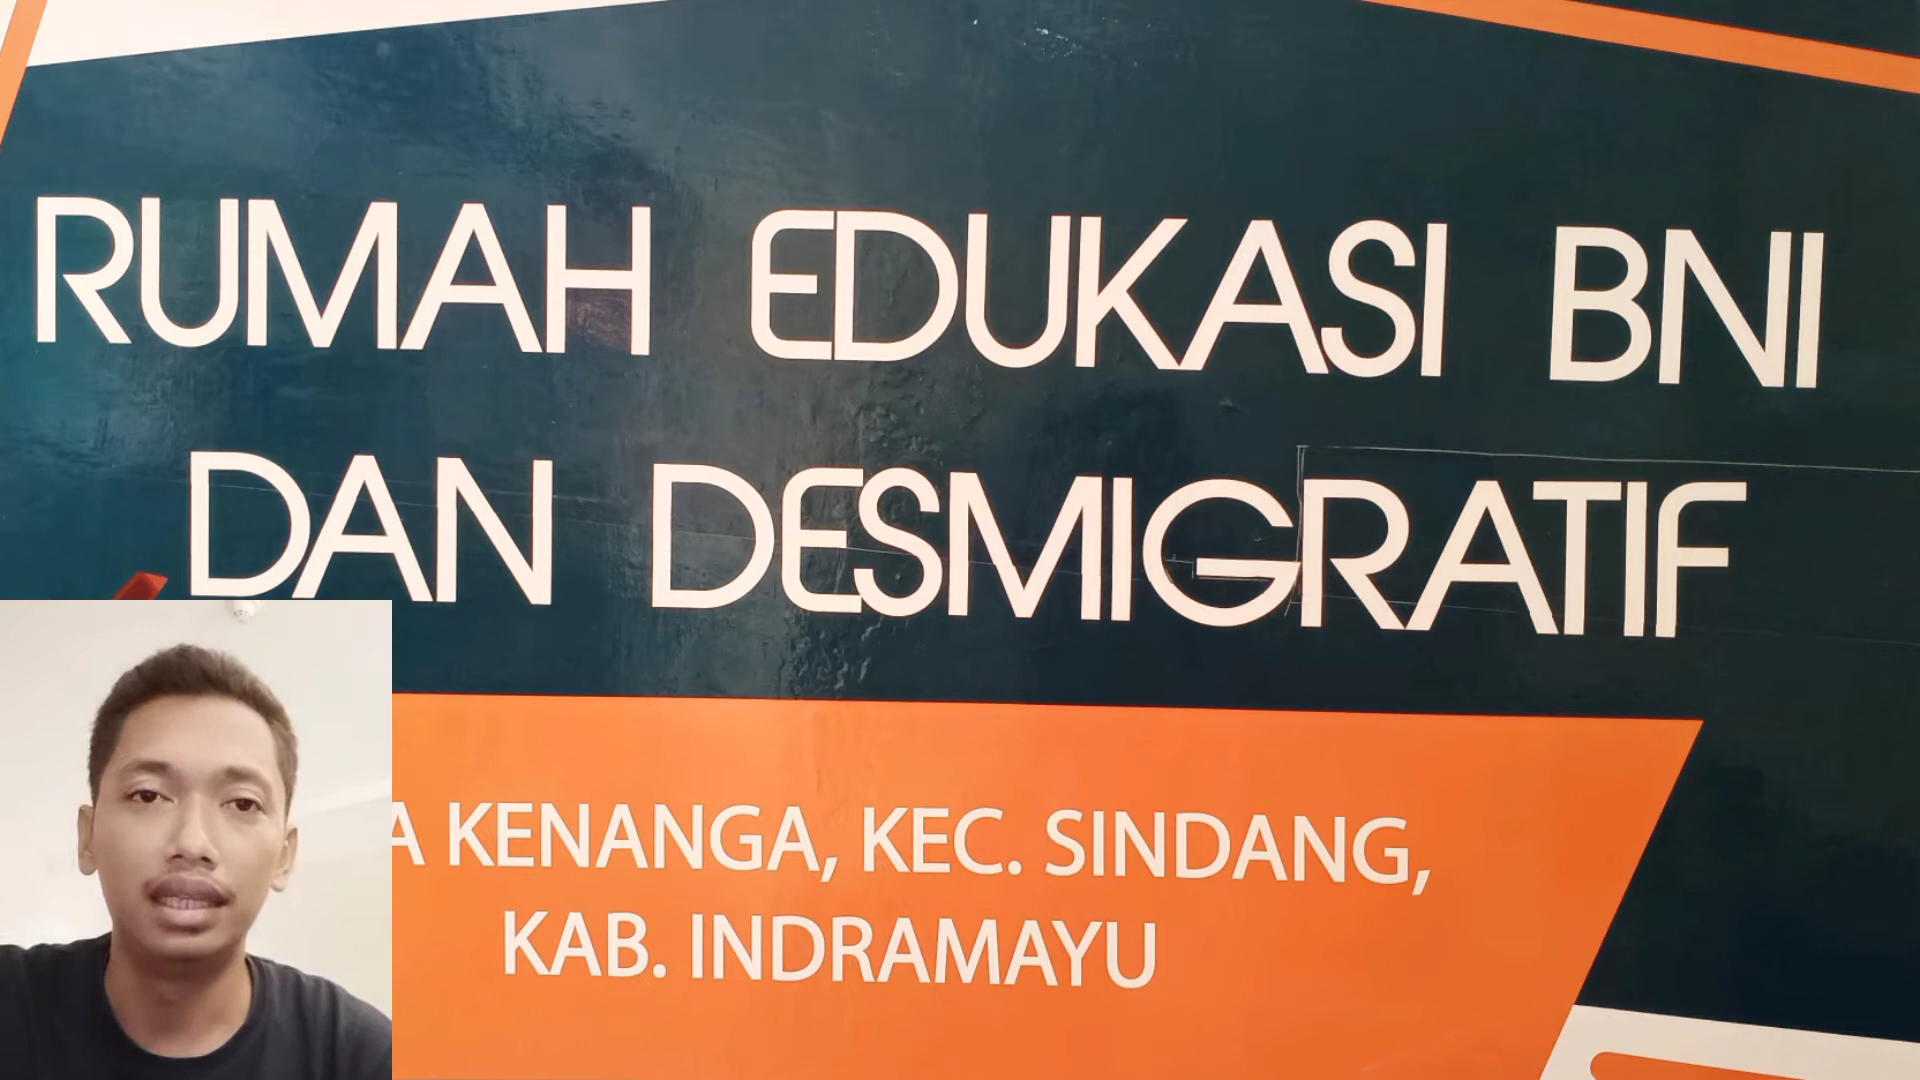 RUMAH EDUKASI BNI
DAN DESMIGRATIF
KENANGA, KEC. SINDANG,
KAB. INDRAMAYU